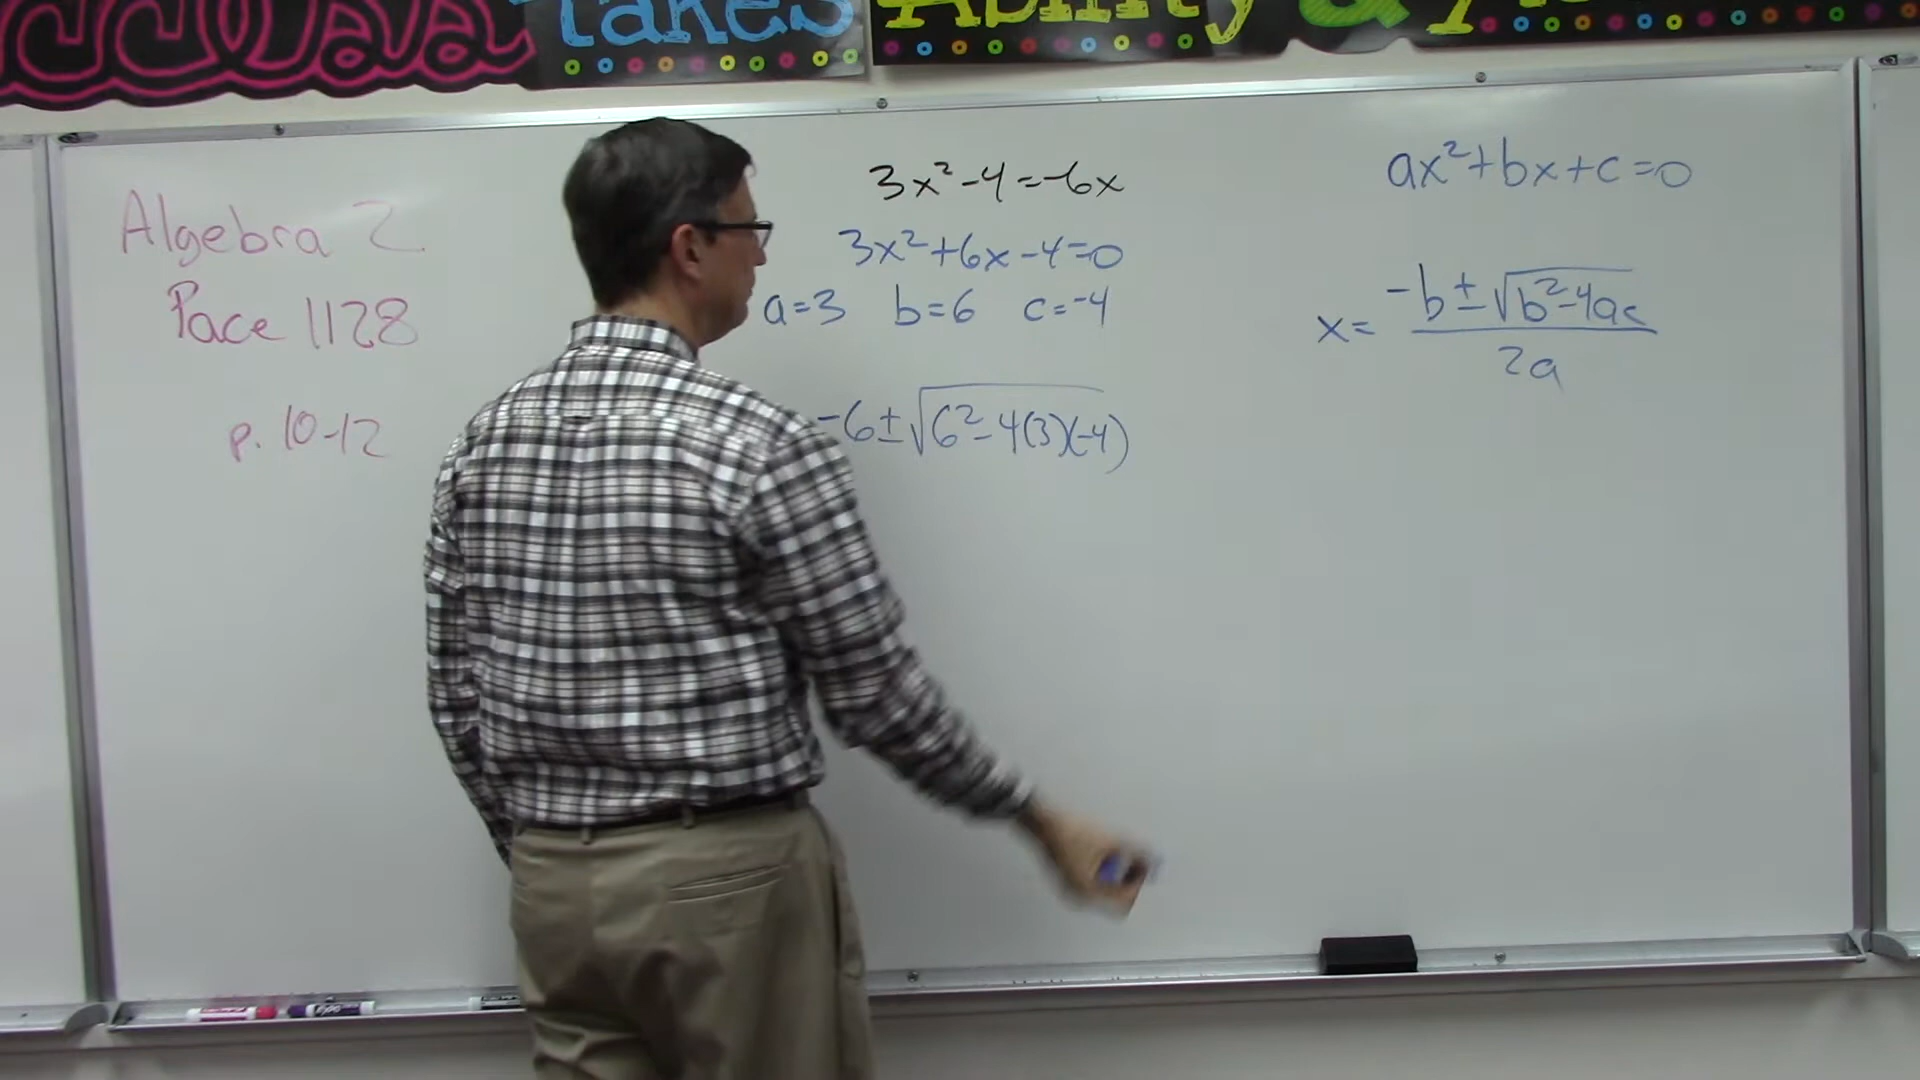 Takes Ability &
Algebra 2
Pace 1128
p. 10-12
3x²-4=-6x
3x²+6x-4=0
a=3 b=6 c=-4
-6±√6²-4(3)(-4)
ax²+bx+c=0
x= -b±√b²-4ac
2a